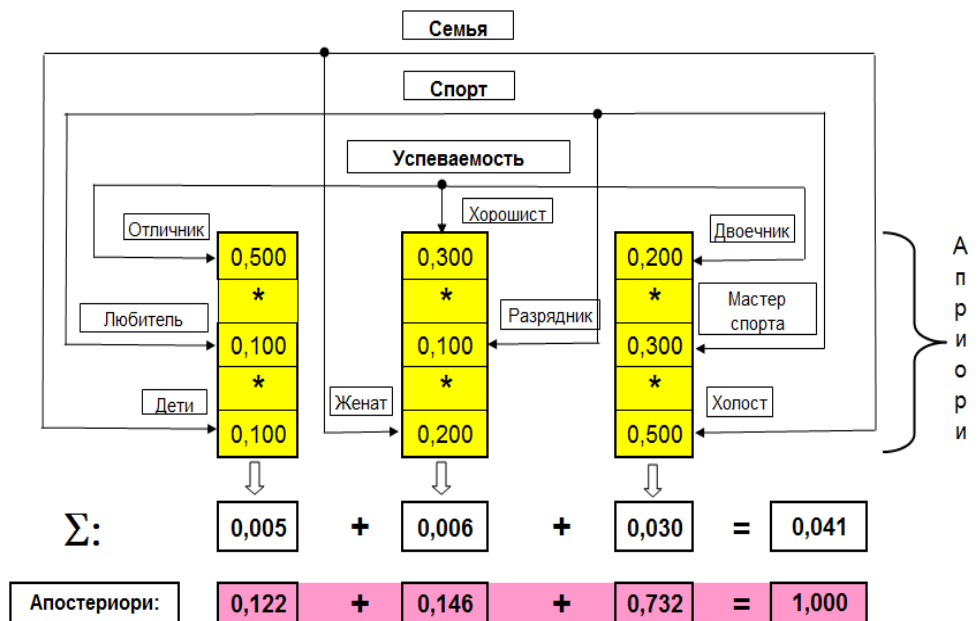 Семья
Спорт
Успеваемость
Отличник
Хорошист
Двоечник
0,500
0,300
0,200
*
*
*
Любитель
Разрядник
Мастер
спорта
0,100
0,100
0,300
*
*
*
Дети
Женат
Холост
0,100
0,200
0,500
А
п
р
и
о
р
и
Σ:
0,005 + 0,006 + 0,030 = 0,041
Апостериори: 0,122 + 0,146 + 0,732 = 1,000